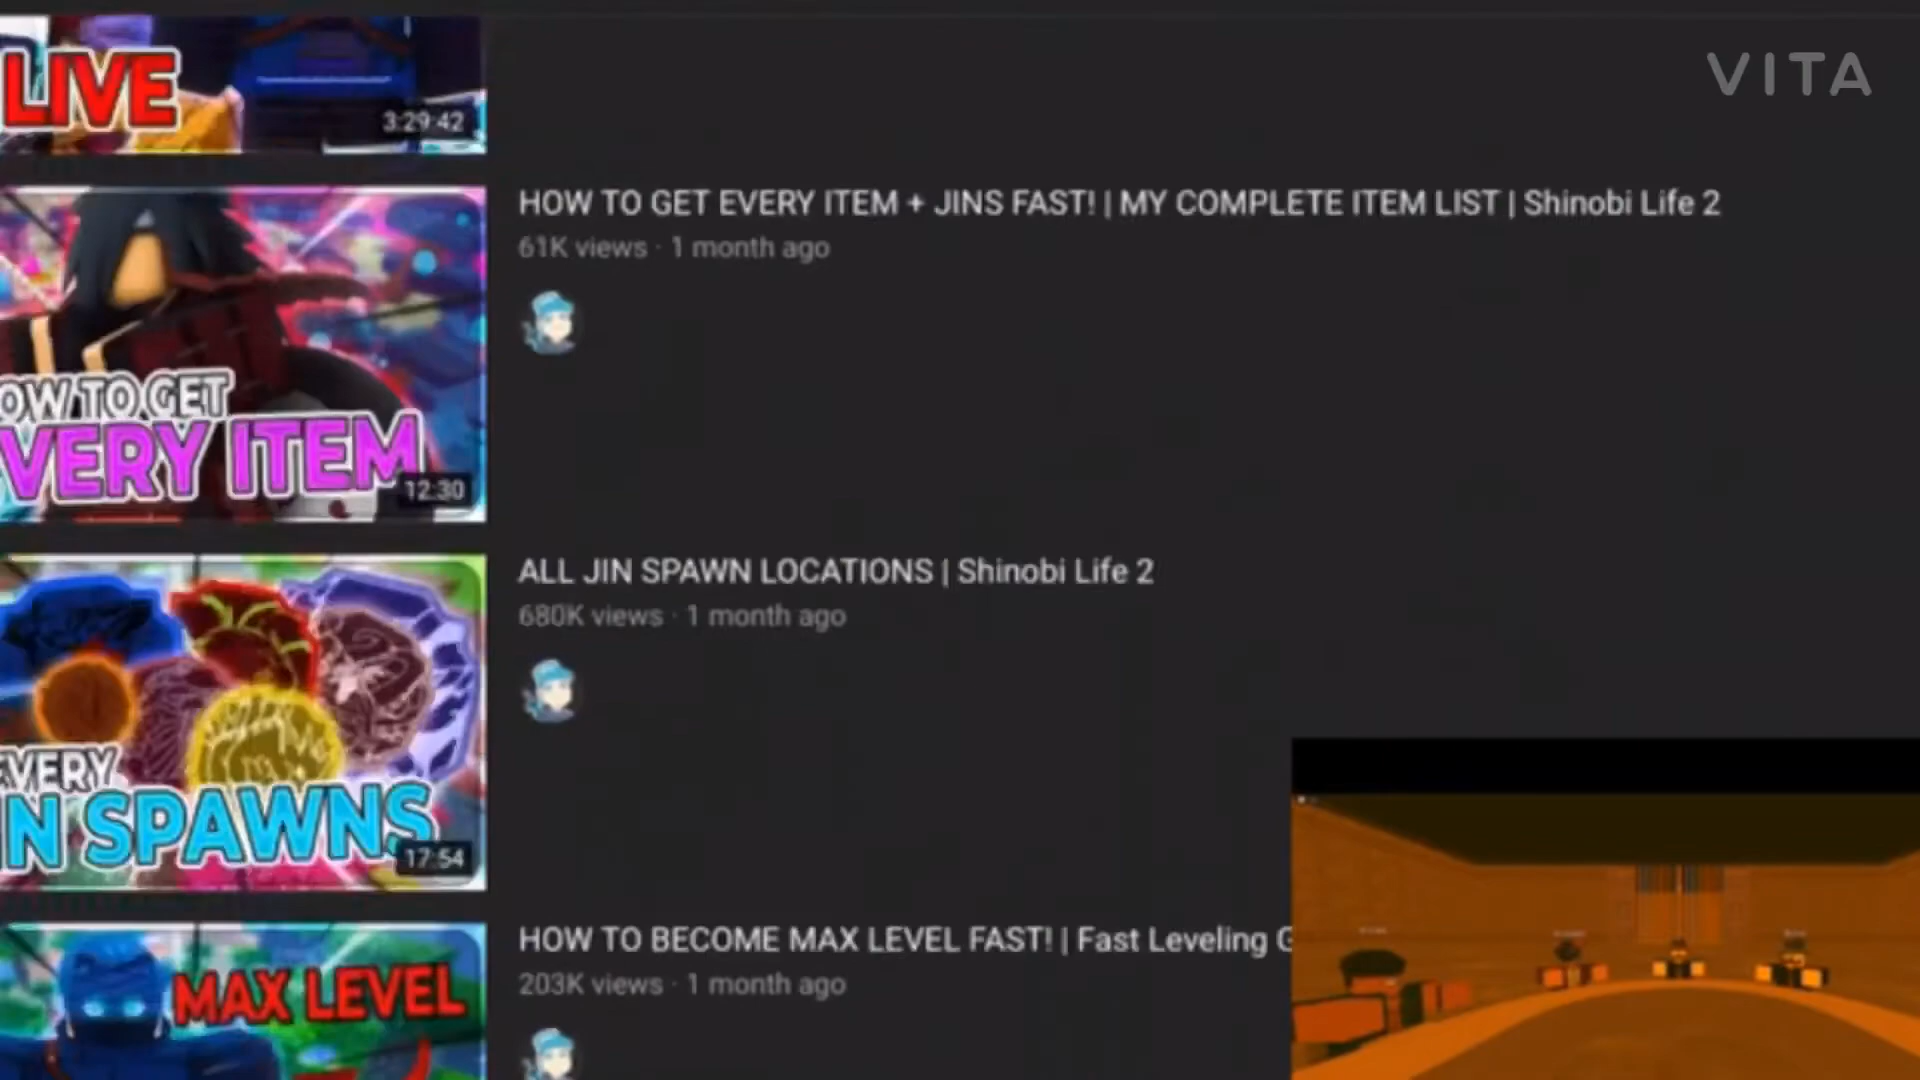 VITA
LIVE
3:29:42
HOW TO GET EVERY ITEM + JINS FAST! | MY COMPLETE ITEM LIST | Shinobi Life 2
61K views · 1 month ago
OW TO GET
VERY ITEM
12:30
ALL JIN SPAWN LOCATIONS | Shinobi Life 2
680K views · 1 month ago
EVERY
IN SPAWNS
17:54
HOW TO BECOME MAX LEVEL FAST! | Fast Leveling G
203K views · 1 month ago
MAX LEVEL